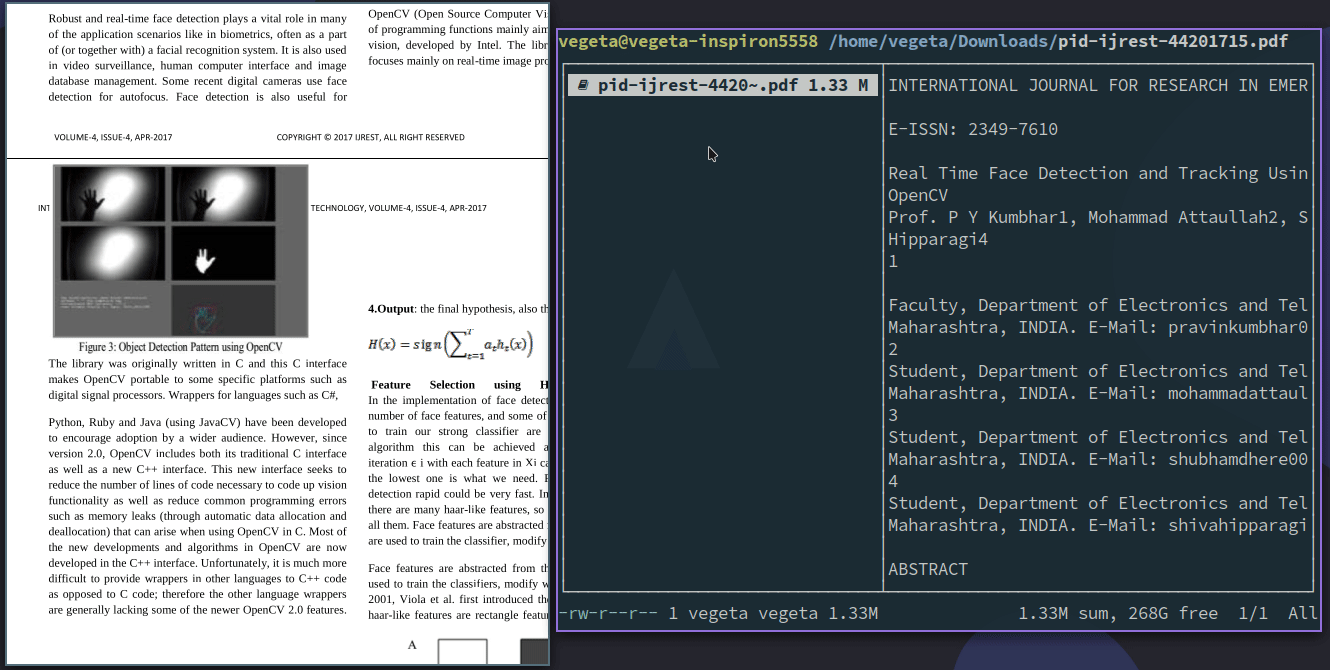 Robust and real-time face detection plays a vital role in many
of the application scenarios like in biometrics, often as a part
of (or together with) a facial recognition system. It is also used
in video surveillance, human computer interface and image
database management. Some recent digital cameras use face
detection for autofocus. Face detection is also useful for
OpenCV (Open Source Computer Vi
of programming functions mainly aim
vision, developed by Intel. The libr
focuses mainly on real-time image pro
VOLUME-4, ISSUE-4, APR-2017 COPYRIGHT © 2017 IJREST, ALL RIGHT RESERVED
INT TECHNOLOGY, VOLUME-4, ISSUE-4, APR-2017
Figure 3: Object Detection Pattern using OpenCV
The library was originally written in C and this C interface
makes OpenCV portable to some specific platforms such as
digital signal processors. Wrappers for languages such as C#,
Python, Ruby and Java (using JavaCV) have been developed
to encourage adoption by a wider audience. However, since
version 2.0, OpenCV includes both its traditional C interface
as well as a new C++ interface. This new interface seeks to
reduce the number of lines of code necessary to code up vision
functionality as well as reduce common programming errors
such as memory leaks (through automatic data allocation and
deallocation) that can arise when using OpenCV in C. Most of
the new developments and algorithms in OpenCV are now
developed in the C++ interface. Unfortunately, it is much more
difficult to provide wrappers in other languages to C++ code
as opposed to C code; therefore the other language wrappers
are generally lacking some of the newer OpenCV 2.0 features.
4.Output: the final hypothesis, also th
H(x) = sign(∑ᵀₜ₌₁ aₜhₜ(x))
Feature Selection using H
In the implementation of face detect
number of face features, and some of
to train our strong classifier are
algorithm this can be achieved a
iteration ϵ i with each feature in Xi ca
the lowest one is what we need. F
detection rapid could be very fast. In
there are many haar-like features, so
all them. Face features are abstracted
are used to train the classifier, modify
Face features are abstracted from th
used to train the classifiers, modify w
2001, Viola et al. first introduced the
haar-like features are rectangle featur
A
vegeta@vegeta-inspiron5558 /home/vegeta/Downloads/pid-ijrest-44201715.pdf
pid-ijrest-4420~.pdf 1.33 M
INTERNATIONAL JOURNAL FOR RESEARCH IN EMER
E-ISSN: 2349-7610
Real Time Face Detection and Tracking Usin
OpenCV
Prof. P Y Kumbhar1, Mohammad Attaullah2, S
Hipparagi4
1
Faculty, Department of Electronics and Tel
Maharashtra, INDIA. E-Mail: pravinkumbhar0
2
Student, Department of Electronics and Tel
Maharashtra, INDIA. E-Mail: mohammadattaul
3
Student, Department of Electronics and Tel
Maharashtra, INDIA. E-Mail: shubhamdhere00
4
Student, Department of Electronics and Tel
Maharashtra, INDIA. E-Mail: shivahipparagi
ABSTRACT
-rw-r--r-- 1 vegeta vegeta 1.33M 1.33M sum, 268G free 1/1 All